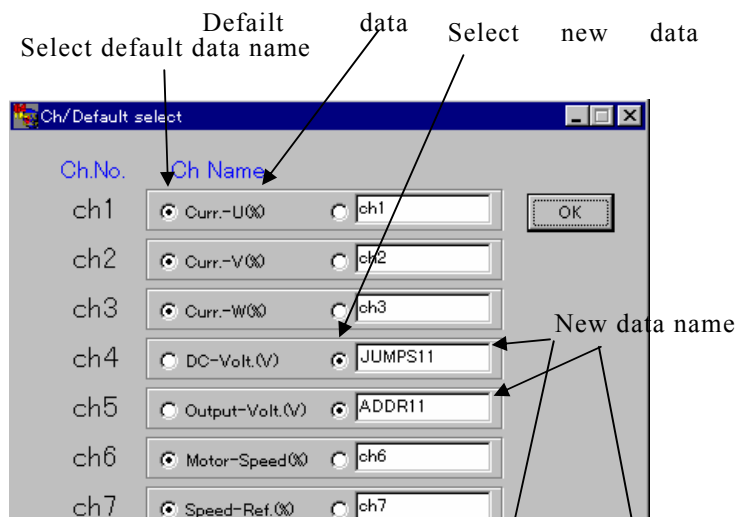 Defailt data
Select default data name
Select new data
Ch/Default select
Ch.No. Ch Name
ch1 Curr.-U(%) ch1 OK
ch2 Curr.-V(%) ch2
ch3 Curr.-W(%) ch3
New data name
ch4 DC-Volt.(V) JUMPS11
ch5 Output-Volt.(V) ADDR11
ch6 Motor-Speed(%) ch6
ch7 Speed-Ref.(%) ch7